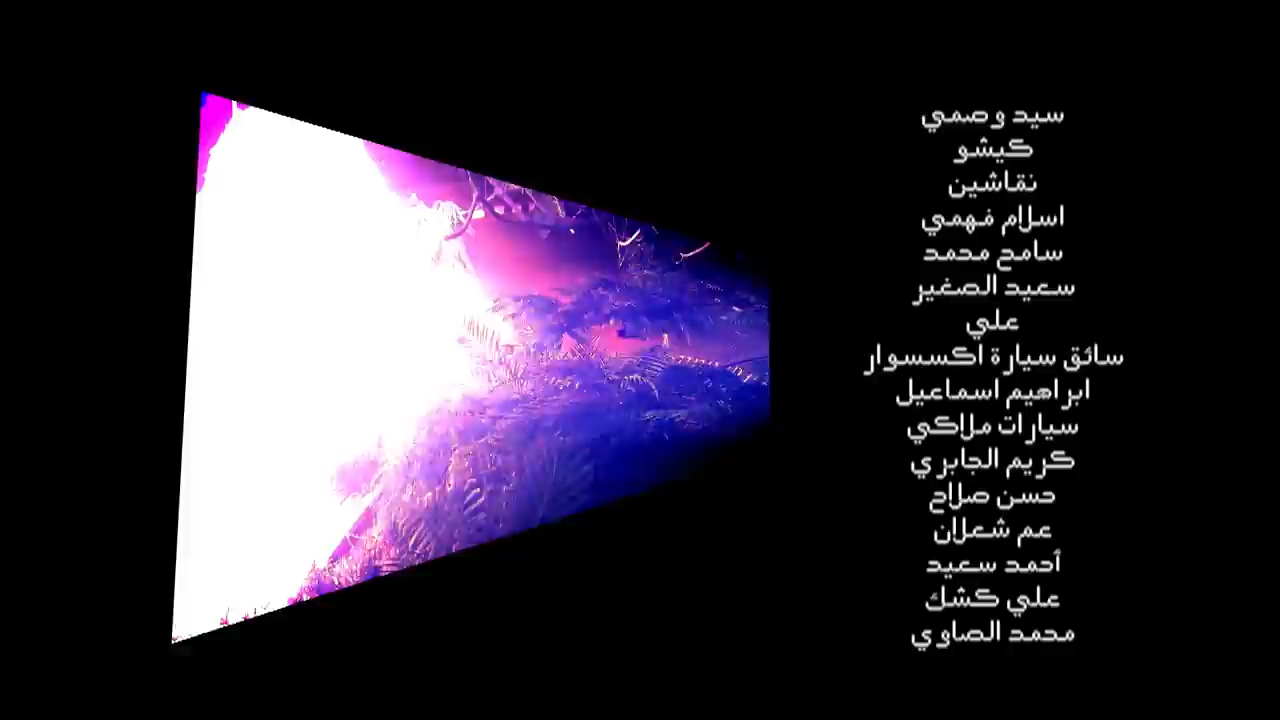 سيد وصمي
كيشو
نقاشين
اسلام فهمي
سامح محمد
سعيد الصغير
علي
سائق سيارة اكسسوار
ابراهيم اسماعيل
سيارات ملاكي
كريم الجابري
حسن صلاح
عم شعلان
أحمد سعيد
علي كشك
محمد الصاوي